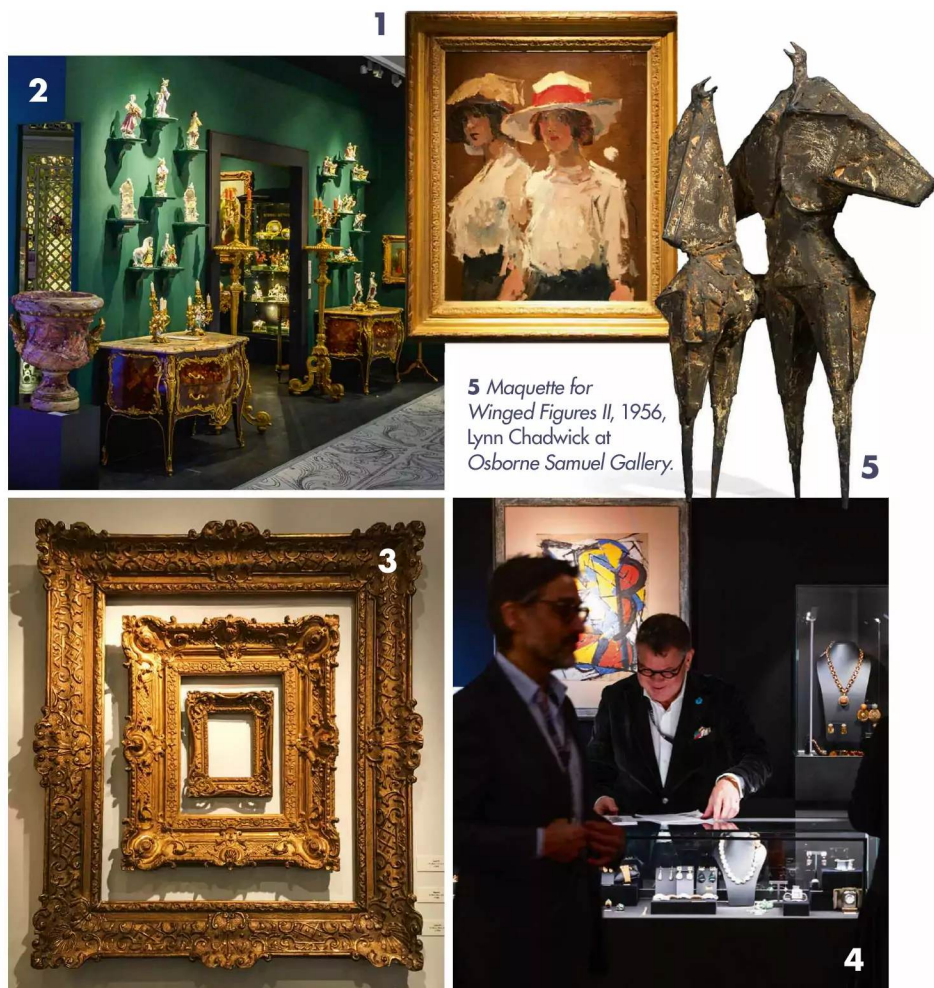 1
2
5 Maquette for
Winged Figures II, 1956,
Lynn Chadwick at
Osborne Samuel Gallery.
5
3
4